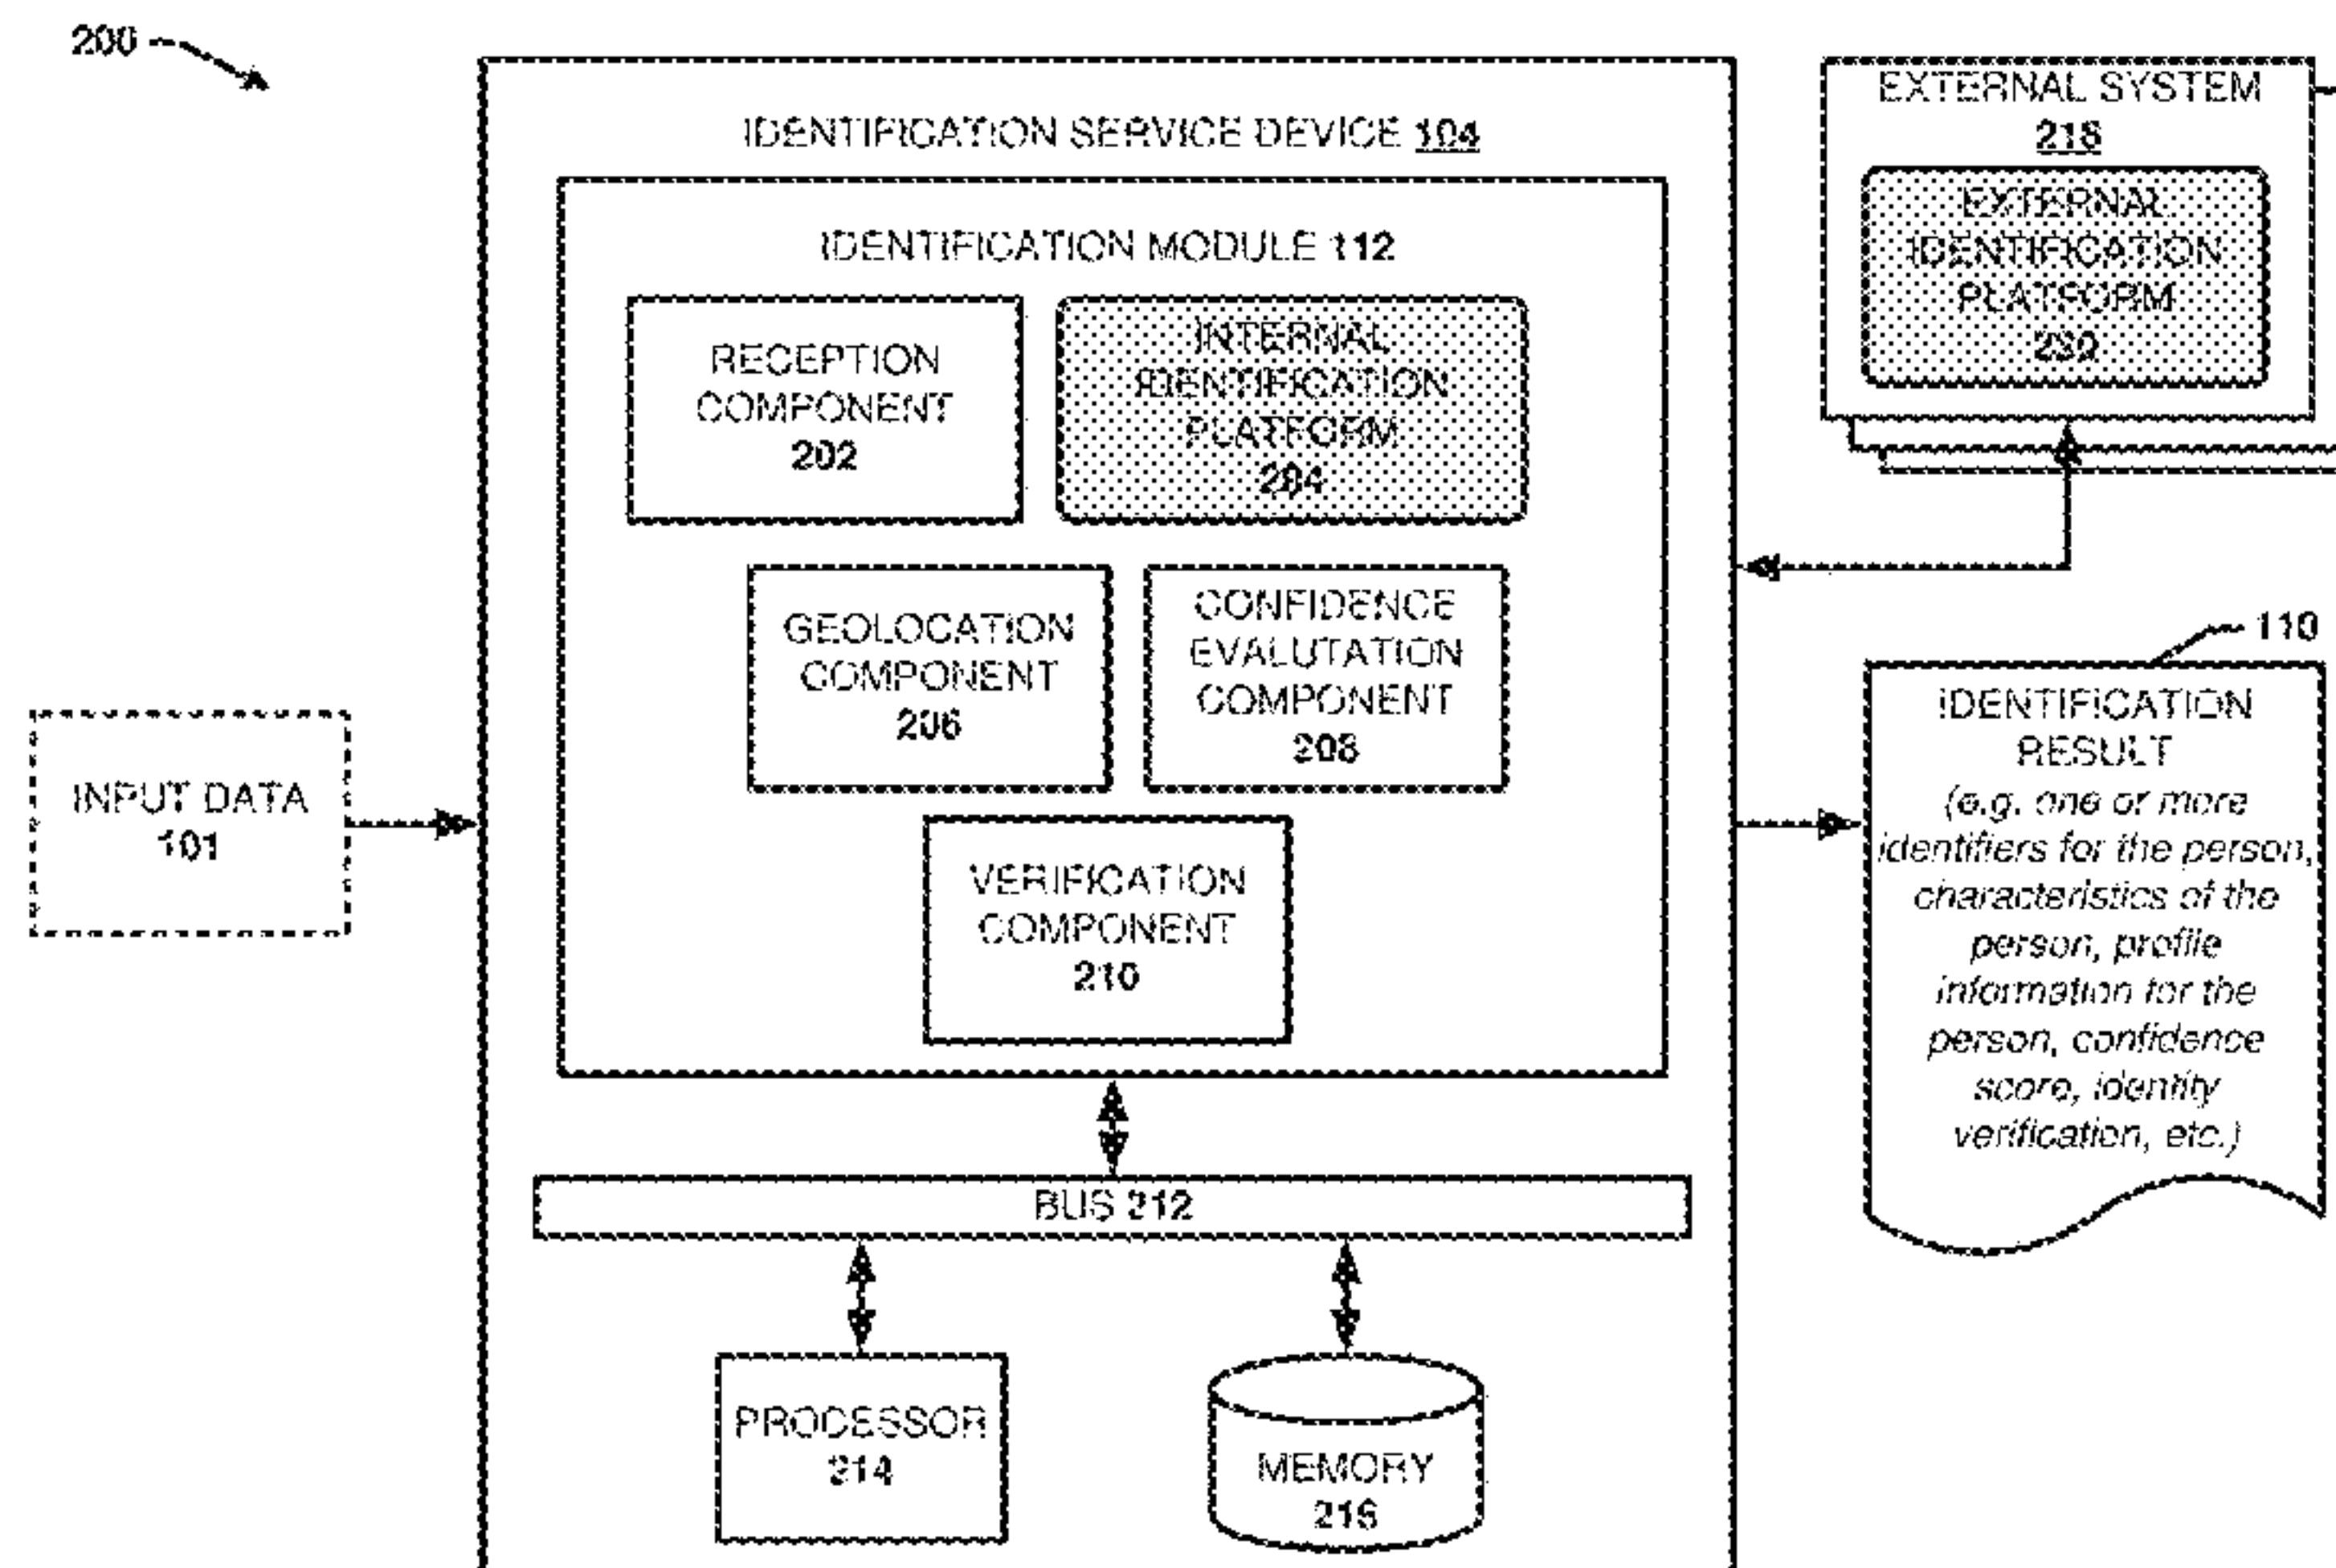 200
IDENTIFICATION SERVICE DEVICE 104
IDENTIFICATION MODULE 112
RECEPTION
COMPONENT
202
INTERNAL
IDENTIFICATION
PLATFORM
204
GEOLOCATION
COMPONENT
206
CONFIDENCE
EVALUTATION
COMPONENT
208
VERIFICATION
COMPONENT
210
INPUT DATA
101
BUS 212
PROCESSOR
214
MEMORY
216
EXTERNAL SYSTEM
218
EXTERNAL
IDENTIFICATION
PLATFORM
220
110
IDENTIFICATION
RESULT
(e.g. one or more
identifiers for the person,
characteristics of the
person, profile
information for the
person, confidence
score, identity
verification, etc.)